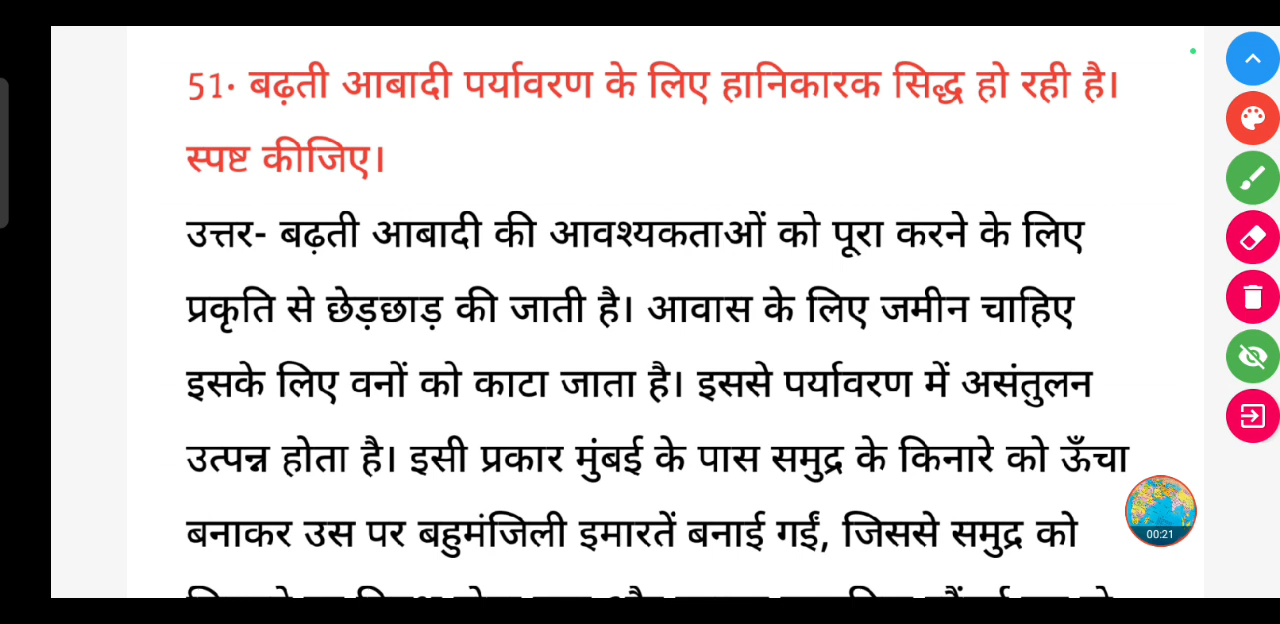 51· बढ़ती आबादी पर्यावरण के लिए हानिकारक सिद्ध हो रही है।
स्पष्ट कीजिए।
उत्तर- बढ़ती आबादी की आवश्यकताओं को पूरा करने के लिए
प्रकृति से छेड़छाड़ की जाती है। आवास के लिए जमीन चाहिए
इसके लिए वनों को काटा जाता है। इससे पर्यावरण में असंतुलन
उत्पन्न होता है। इसी प्रकार मुंबई के पास समुद्र के किनारे को ऊँचा
बनाकर उस पर बहुमंजिली इमारतें बनाई गईं, जिससे समुद्र को
00:21